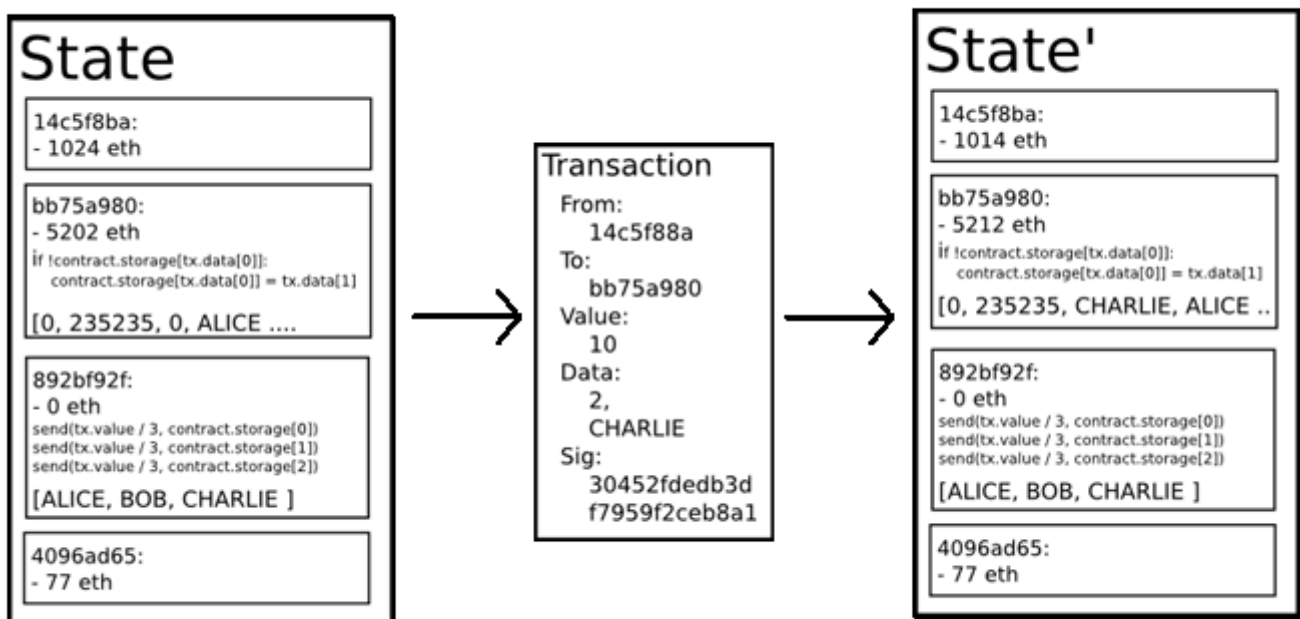 State
14c5f8ba:
- 1024 eth
bb75a980:
- 5202 eth
if !contract.storage[tx.data[0]]:
contract.storage[tx.data[0]] = tx.data[1]
[0, 235235, 0, ALICE ....
892bf92f:
- 0 eth
send(tx.value / 3, contract.storage[0])
send(tx.value / 3, contract.storage[1])
send(tx.value / 3, contract.storage[2])
[ALICE, BOB, CHARLIE ]
4096ad65:
- 77 eth
Transaction
From:
14c5f88a
To:
bb75a980
Value:
10
Data:
2,
CHARLIE
Sig:
30452fdedb3d
f7959f2ceb8a1
State'
14c5f8ba:
- 1014 eth
bb75a980:
- 5212 eth
if !contract.storage[tx.data[0]]:
contract.storage[tx.data[0]] = tx.data[1]
[0, 235235, CHARLIE, ALICE ..
892bf92f:
- 0 eth
send(tx.value / 3, contract.storage[0])
send(tx.value / 3, contract.storage[1])
send(tx.value / 3, contract.storage[2])
[ALICE, BOB, CHARLIE ]
4096ad65:
- 77 eth